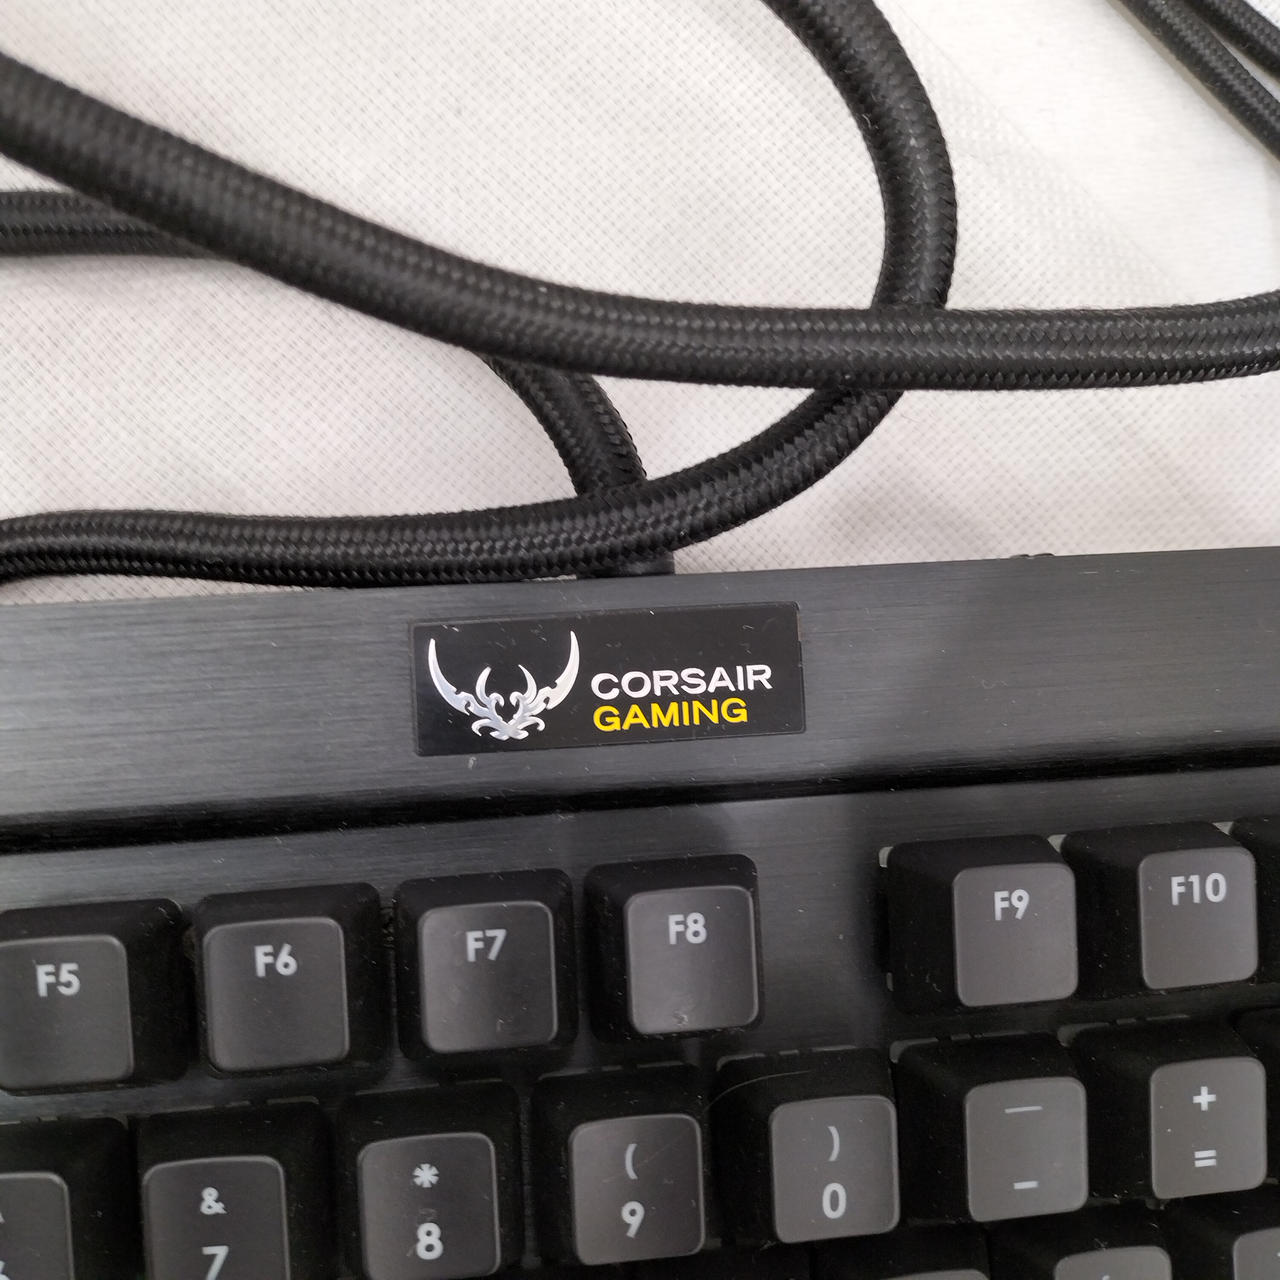 CORSAIR
GAMING
F5
F6
F7
F8
F9
F10
&
7
*
8
(
9
)
0
—
-
+
=